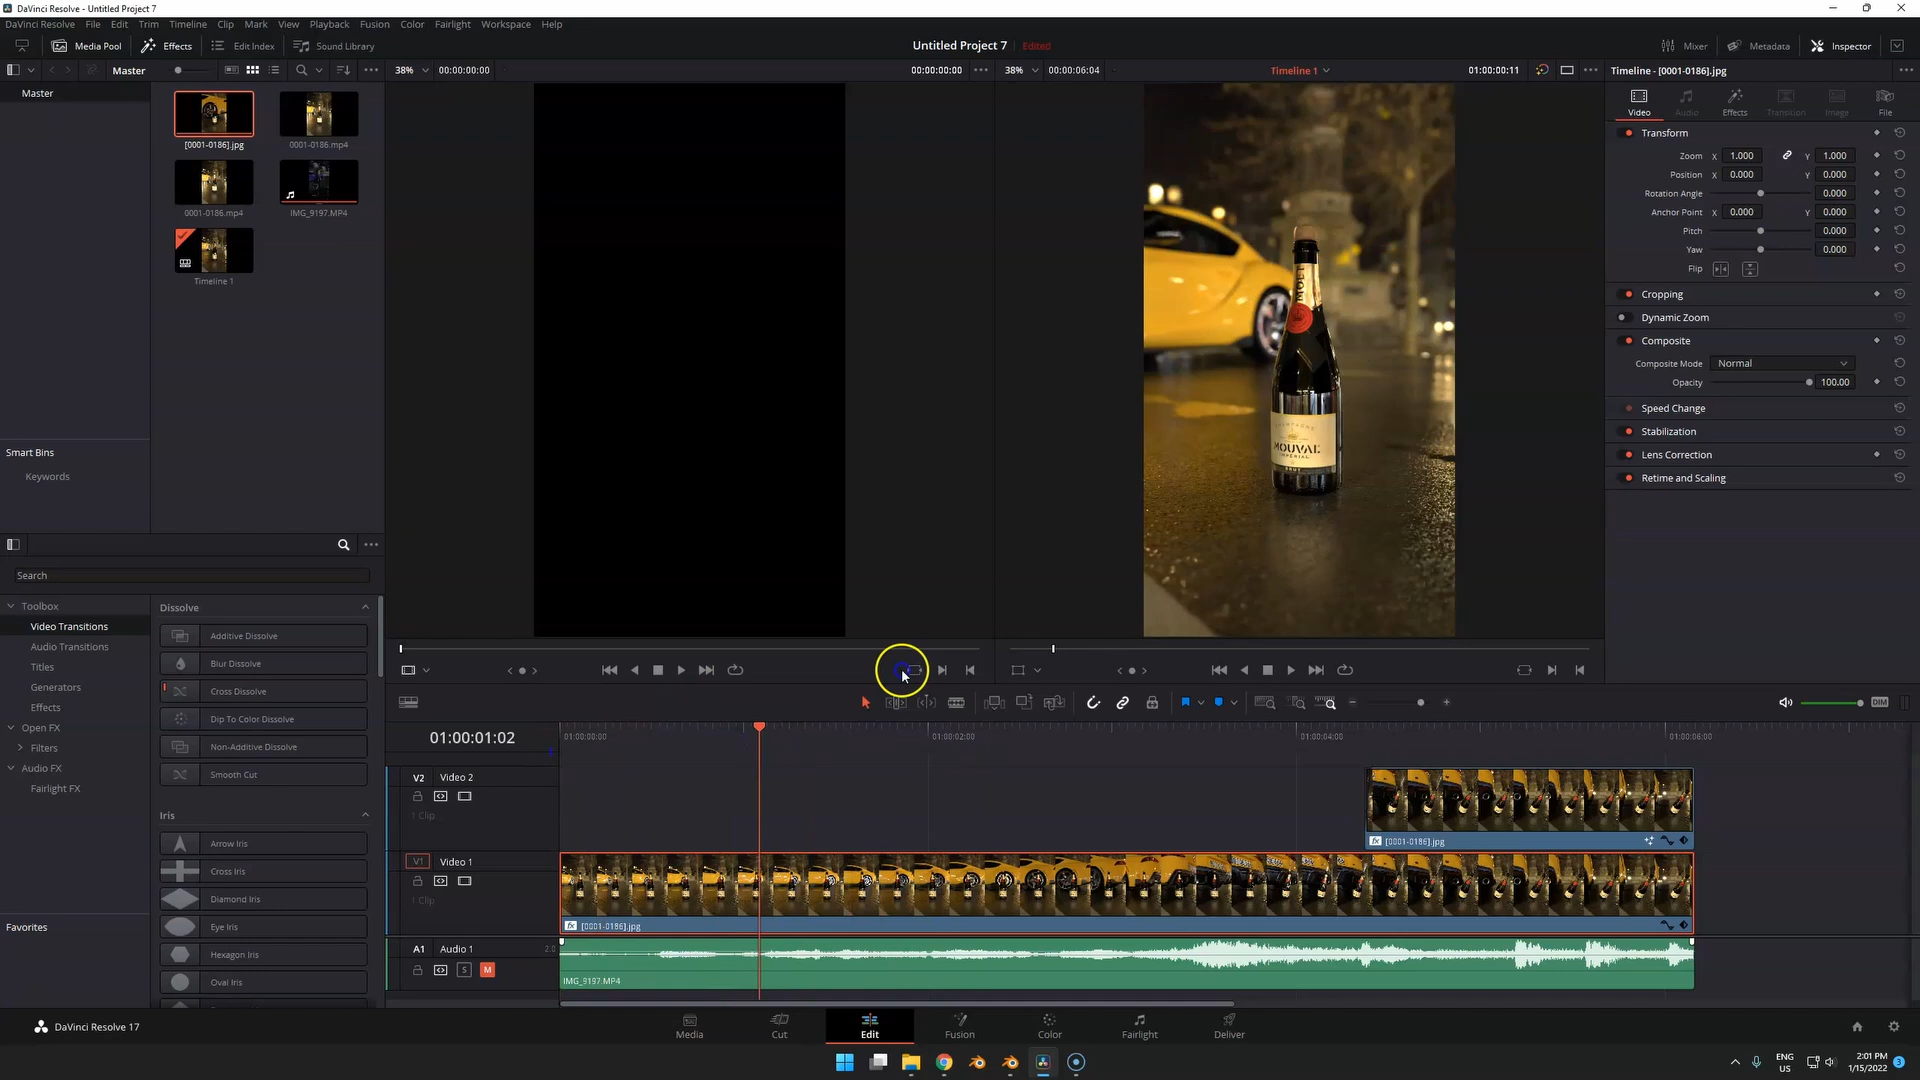 DaVinci Resolve - Untitled Project 7
DaVinci Resolve File Edit Trim Timeline Clip Mark View Playback Fusion Color Fairlight Workspace Help
Media Pool Effects Edit Index Sound Library Untitled Project 7 Edited Mixer Metadata Inspector
Master 38% 00:00:00:00 00:00:00:00 38% 00:00:06:04 Timeline 1 01:00:00:11 Timeline - [0001-0186].jpg
Master
[0001-0186].jpg 0001-0186.mp4
0001-0186.mp4 IMG_9197.MP4
Timeline 1
Smart Bins
Keywords
Video Audio Effects Transition Image File
Transform
Zoom X 1.000 Y 1.000
Position X 0.000 Y 0.000
Rotation Angle 0.000
Anchor Point X 0.000 Y 0.000
Pitch 0.000
Yaw 0.000
Flip
Cropping
Dynamic Zoom
Composite
Composite Mode Normal
Opacity 100.00
Speed Change
Stabilization
Lens Correction
Retime and Scaling
MOET
CHAMPAGNE
MOUVAL
IMPERIAL
BRUT
Search
Toolbox
Video Transitions
Audio Transitions
Titles
Generators
Effects
Open FX
Filters
Audio FX
Fairlight FX
Favorites
Dissolve
Additive Dissolve
Blur Dissolve
Cross Dissolve
Dip To Color Dissolve
Non-Additive Dissolve
Smooth Cut
Iris
Arrow Iris
Cross Iris
Diamond Iris
Eye Iris
Hexagon Iris
Oval Iris
DIM
01:00:01:02 01:00:00:00 01:00:02:00 01:00:04:00 01:00:06:00
V2 Video 2
1 Clip
[0001-0186].jpg
V1 Video 1
1 Clip
[0001-0186].jpg
A1 Audio 1 2.0
S M
IMG_9197.MP4
DaVinci Resolve 17 Media Cut Edit Fusion Color Fairlight Deliver
ENG
US
2:01 PM
1/15/2022
3